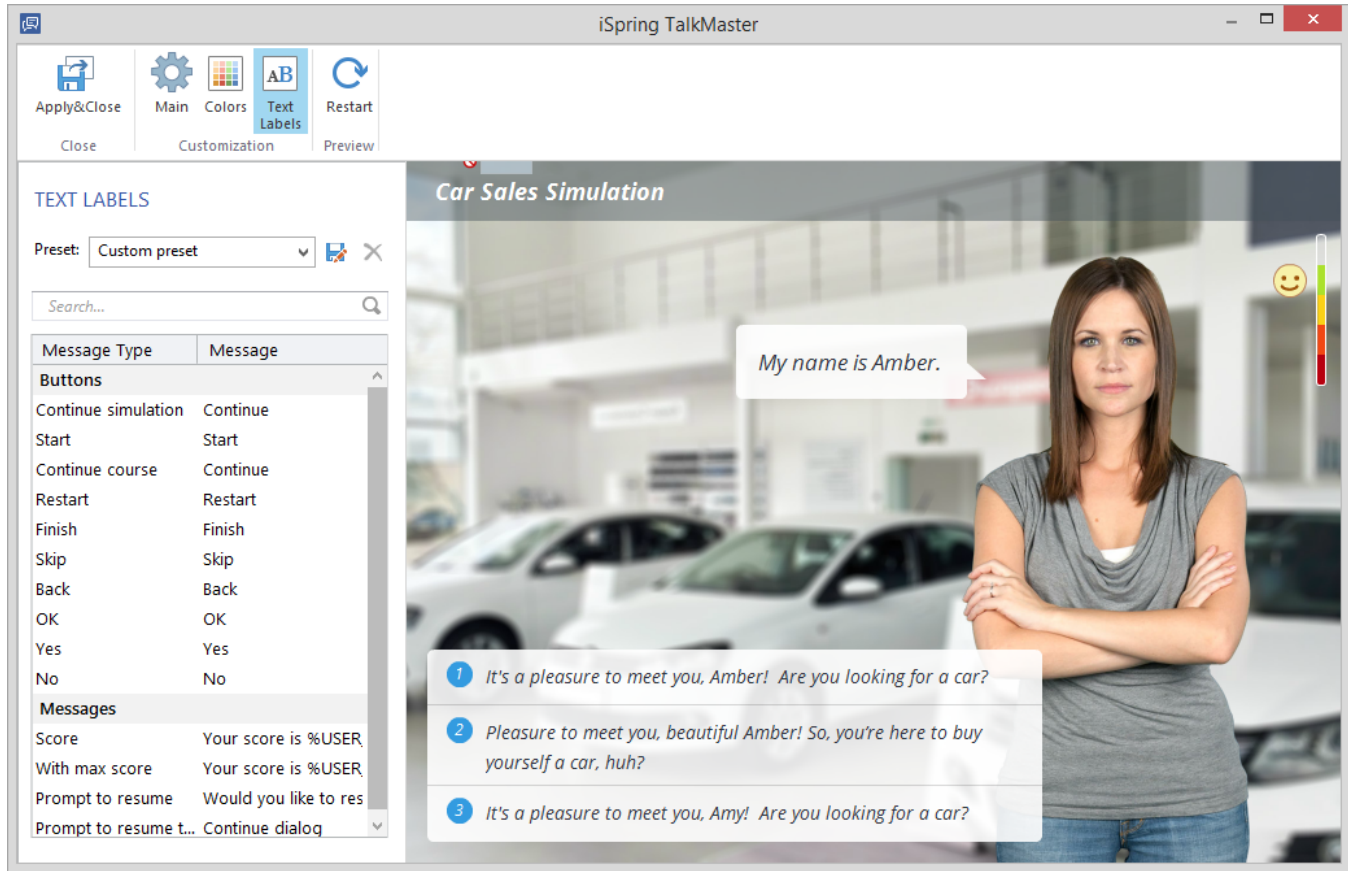 iSpring TalkMaster
Apply&Close
Main
Colors
Text
Labels
Restart
Close
Customization
Preview
TEXT LABELS
Preset: Custom preset
Search...
Message Type Message
Buttons
Continue simulation Continue
Start Start
Continue course Continue
Restart Restart
Finish Finish
Skip Skip
Back Back
OK OK
Yes Yes
No No
Messages
Score Your score is %USER_
With max score Your score is %USER_
Prompt to resume Would you like to res
Prompt to resume t... Continue dialog
Car Sales Simulation
My name is Amber.
1 It's a pleasure to meet you, Amber! Are you looking for a car?
2 Pleasure to meet you, beautiful Amber! So, you’re here to buy
yourself a car, huh?
3 It's a pleasure to meet you, Amy! Are you looking for a car?